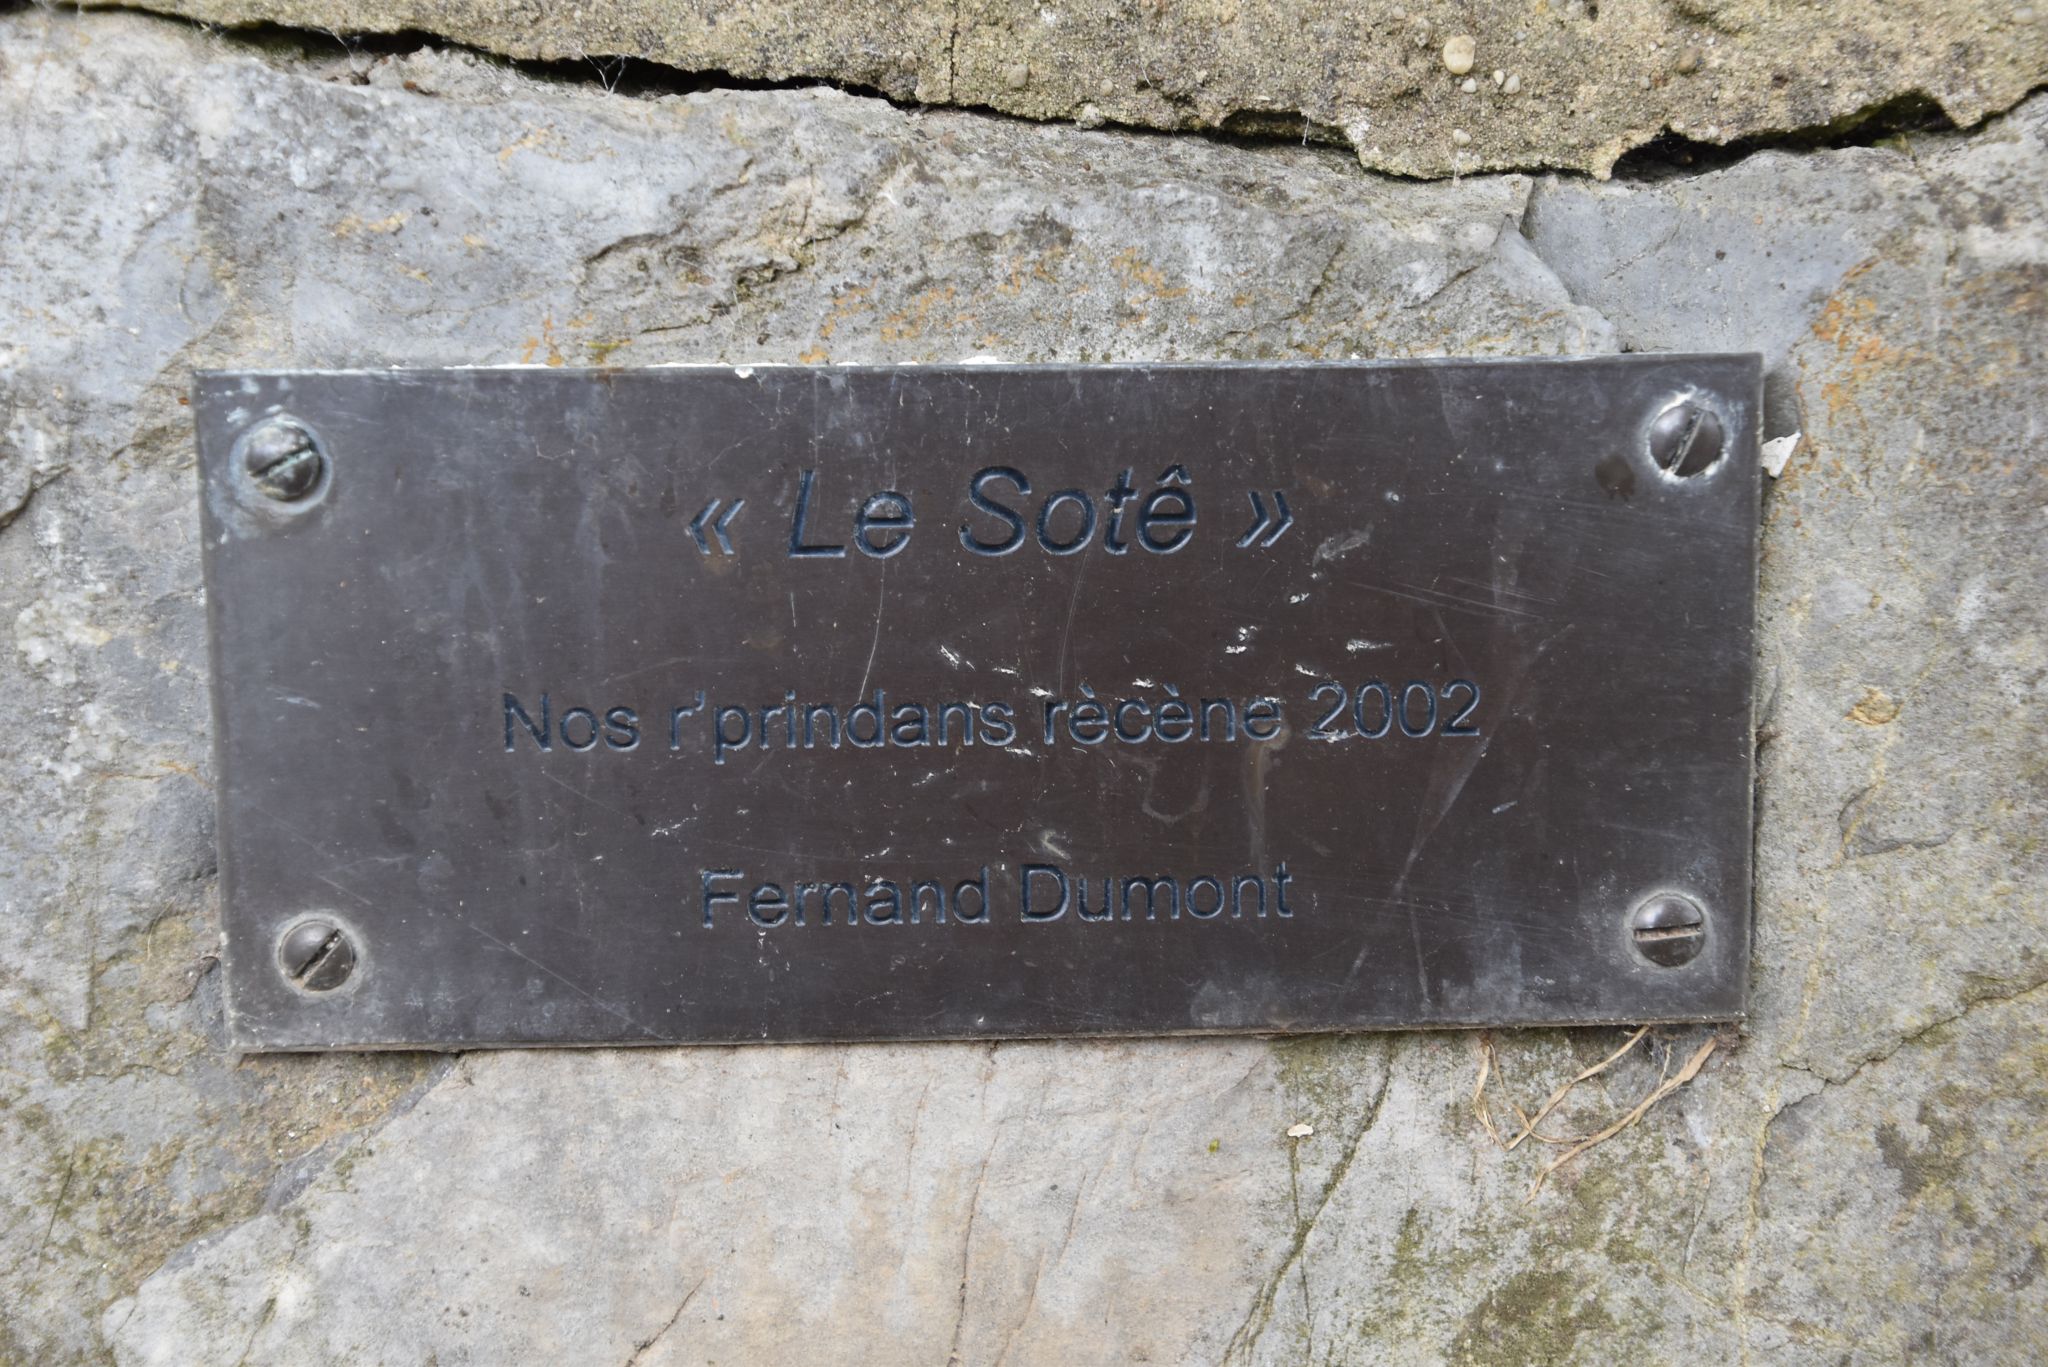 « Le Sotê »
Nos r'prindans rècène 2002
Fernand Dumont